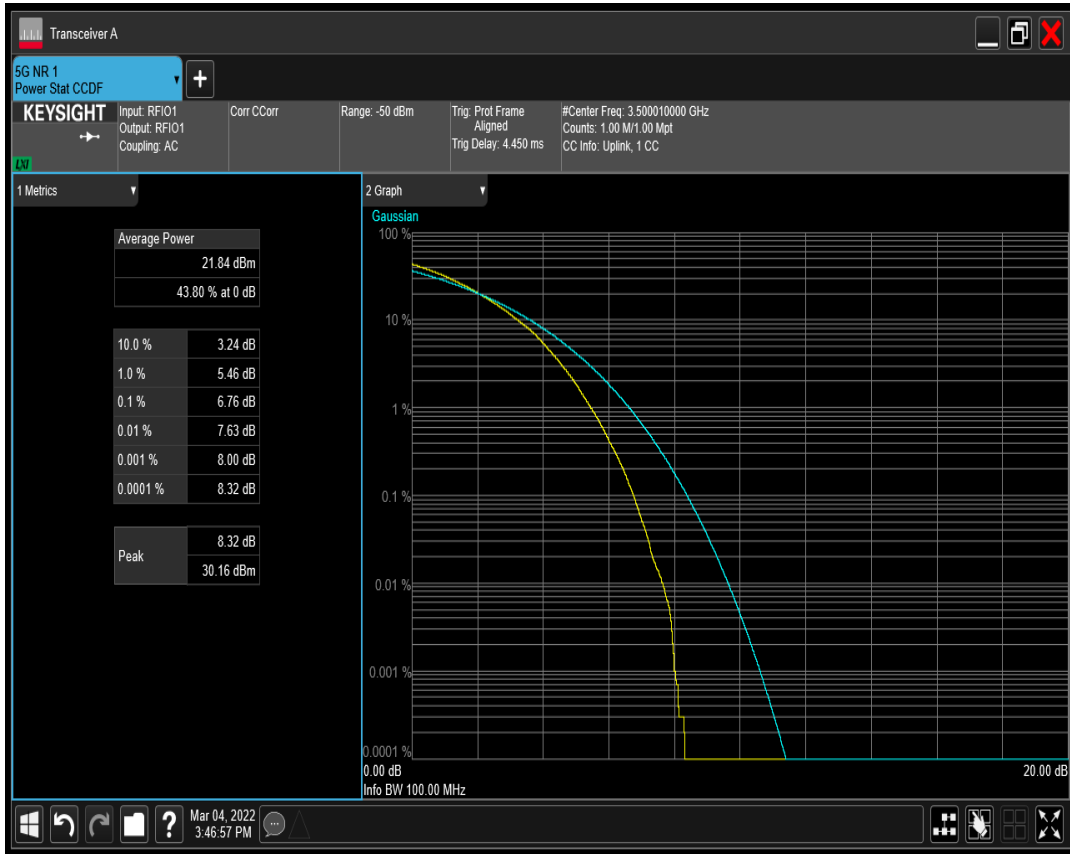 Transceiver A
5G NR 1
Power Stat CCDF
KEYSIGHT
LXI
Input: RFIO1
Output: RFIO1
Coupling: AC
Corr CCorr
Range: -50 dBm
Trig: Prot Frame
Aligned
Trig Delay: 4.450 ms
#Center Freq: 3.500010000 GHz
Counts: 1.00 M/1.00 Mpt
CC Info: Uplink, 1 CC
1 Metrics
Average Power
21.84 dBm
43.80 % at 0 dB
10.0 % 3.24 dB
1.0 % 5.46 dB
0.1 % 6.76 dB
0.01 % 7.63 dB
0.001 % 8.00 dB
0.0001 % 8.32 dB
Peak
8.32 dB
30.16 dBm
2 Graph
Gaussian
100 %
10 %
1 %
0.1 %
0.01 %
0.001 %
0.0001 %
0.00 dB 20.00 dB
Info BW 100.00 MHz
Mar 04, 2022
3:46:57 PM